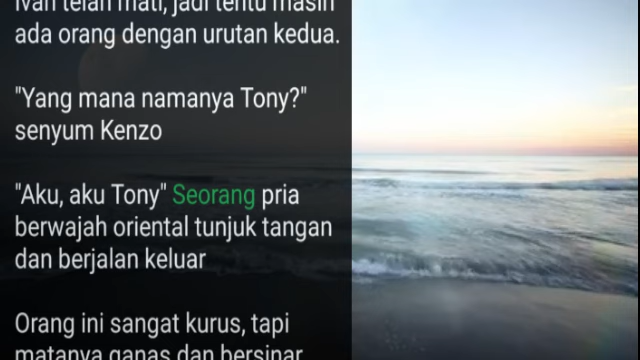 Ivan telah mati, jadi tentu masih
ada orang dengan urutan kedua.
"Yang mana namanya Tony?"
senyum Kenzo
"Aku, aku Tony" Seorang pria
berwajah oriental tunjuk tangan
dan berjalan keluar
Orang ini sangat kurus, tapi
matanya ganas dan bersinar